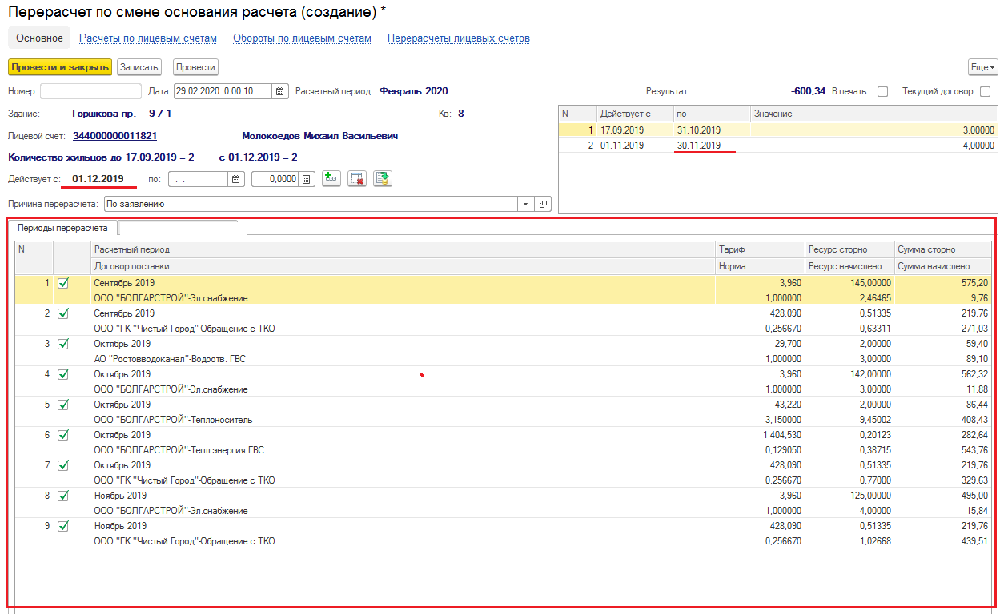 Перерасчет по смене основания расчета (создание) *
Основное Расчеты по лицевым счетам Обороты по лицевым счетам Перерасчеты лицевых счетов
Провести и закрыть Записать Провести Еще
Номер: Дата: 29.02.2020 0:00:10 Расчетный период: Февраль 2020 Результат: -600,34 В печать: Текущий договор:
Здание: Горшкова пр. 9 / 1 Кв: 8
N Действует с по Значение
1 17.09.2019 31.10.2019 3,00000
2 01.11.2019 30.11.2019 4,00000
Лицевой счет: 344000000011821 Молокоедов Михаил Васильевич
Количество жильцов до 17.09.2019 = 2 с 01.12.2019 = 2
Действует с: 01.12.2019 по: . . 0,0000
Причина перерасчета: По заявлению
Периоды перерасчета
N Расчетный период Тариф Ресурс сторно Сумма сторно
Договор поставки Норма Ресурс начислено Сумма начислено
1 Сентябрь 2019 3,960 145,00000 575,20
ООО "БОЛГАРСТРОЙ"-Эл.снабжение 1,000000 2,46465 9,76
2 Сентябрь 2019 428,090 0,51335 219,76
ООО "ГК "Чистый Город"-Обращение с ТКО 0,256670 0,63311 271,03
3 Октябрь 2019 29,700 2,00000 59,40
АО "Ростовводоканал"-Водоотв. ГВС 1,000000 3,00000 89,10
4 Октябрь 2019 3,960 142,00000 562,32
ООО "БОЛГАРСТРОЙ"-Эл.снабжение 1,000000 3,00000 11,88
5 Октябрь 2019 43,220 2,00000 86,44
ООО "БОЛГАРСТРОЙ"-Теплоноситель 3,150000 9,45002 408,43
6 Октябрь 2019 1 404,530 0,20123 282,64
ООО "БОЛГАРСТРОЙ"-Тепл.энергия ГВС 0,129050 0,38715 543,76
7 Октябрь 2019 428,090 0,51335 219,76
ООО "ГК "Чистый Город"-Обращение с ТКО 0,256670 0,77000 329,63
8 Ноябрь 2019 3,960 125,00000 495,00
ООО "БОЛГАРСТРОЙ"-Эл.снабжение 1,000000 4,00000 15,84
9 Ноябрь 2019 428,090 0,51335 219,76
ООО "ГК "Чистый Город"-Обращение с ТКО 0,256670 1,02668 439,51